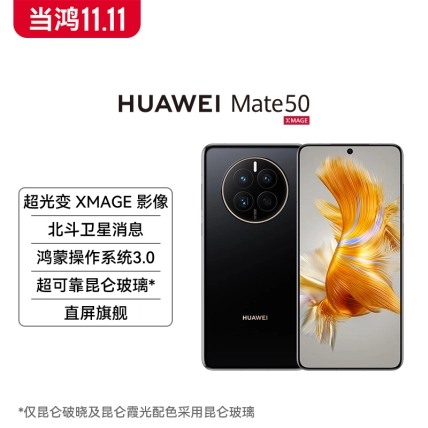 当鸿11.11
HUAWEI Mate50
XMAGE
超光变 XMAGE 影像
北斗卫星消息
鸿蒙操作系统3.0
超可靠昆仑玻璃*
直屏旗舰
HUAWEI
*仅昆仑破晓及昆仑霞光配色采用昆仑玻璃